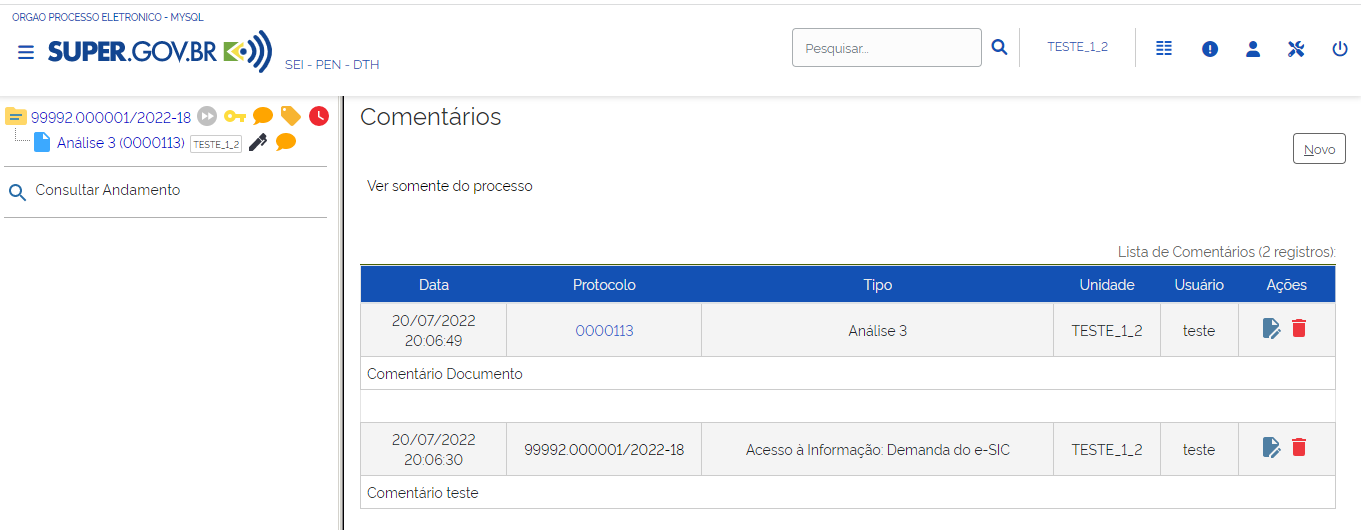 ORGAO PROCESSO ELETRONICO - MYSQL
SUPER.GOV.BR
SEI - PEN - DTH
Pesquisar...
TESTE_1_2
99992.000001/2022-18
Análise 3 (0000113) TESTE_1_2
Consultar Andamento
Comentários
Novo
Ver somente do processo
Lista de Comentários (2 registros):
Data Protocolo Tipo Unidade Usuário Ações
20/07/2022
20:06:49
0000113 Análise 3 TESTE_1_2 teste
Comentário Documento
20/07/2022
20:06:30
99992.000001/2022-18 Acesso à Informação: Demanda do e-SIC TESTE_1_2 teste
Comentário teste